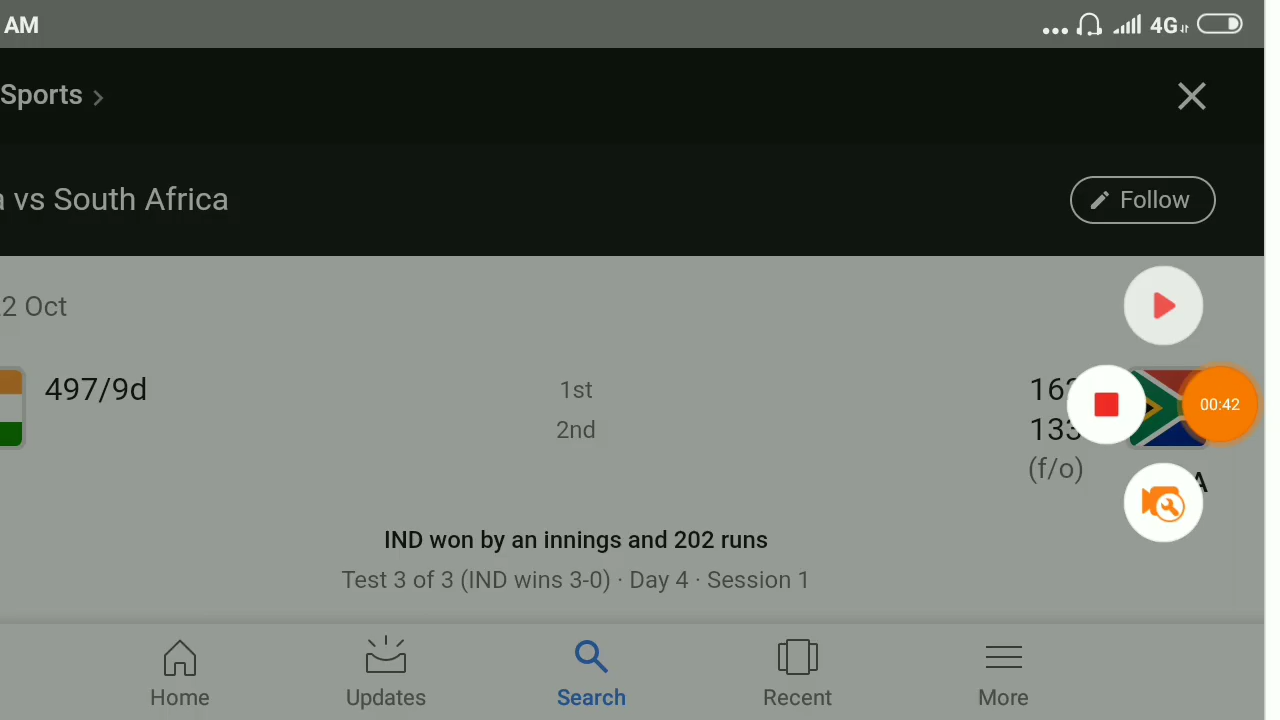 AM
4G
Sports
vs South Africa
Follow
2 Oct
497/9d
1st
2nd
133
(f/o)
00:42
IND won by an innings and 202 runs
Test 3 of 3 (IND wins 3-0) · Day 4 · Session 1
Home
Updates
Search
Recent
More